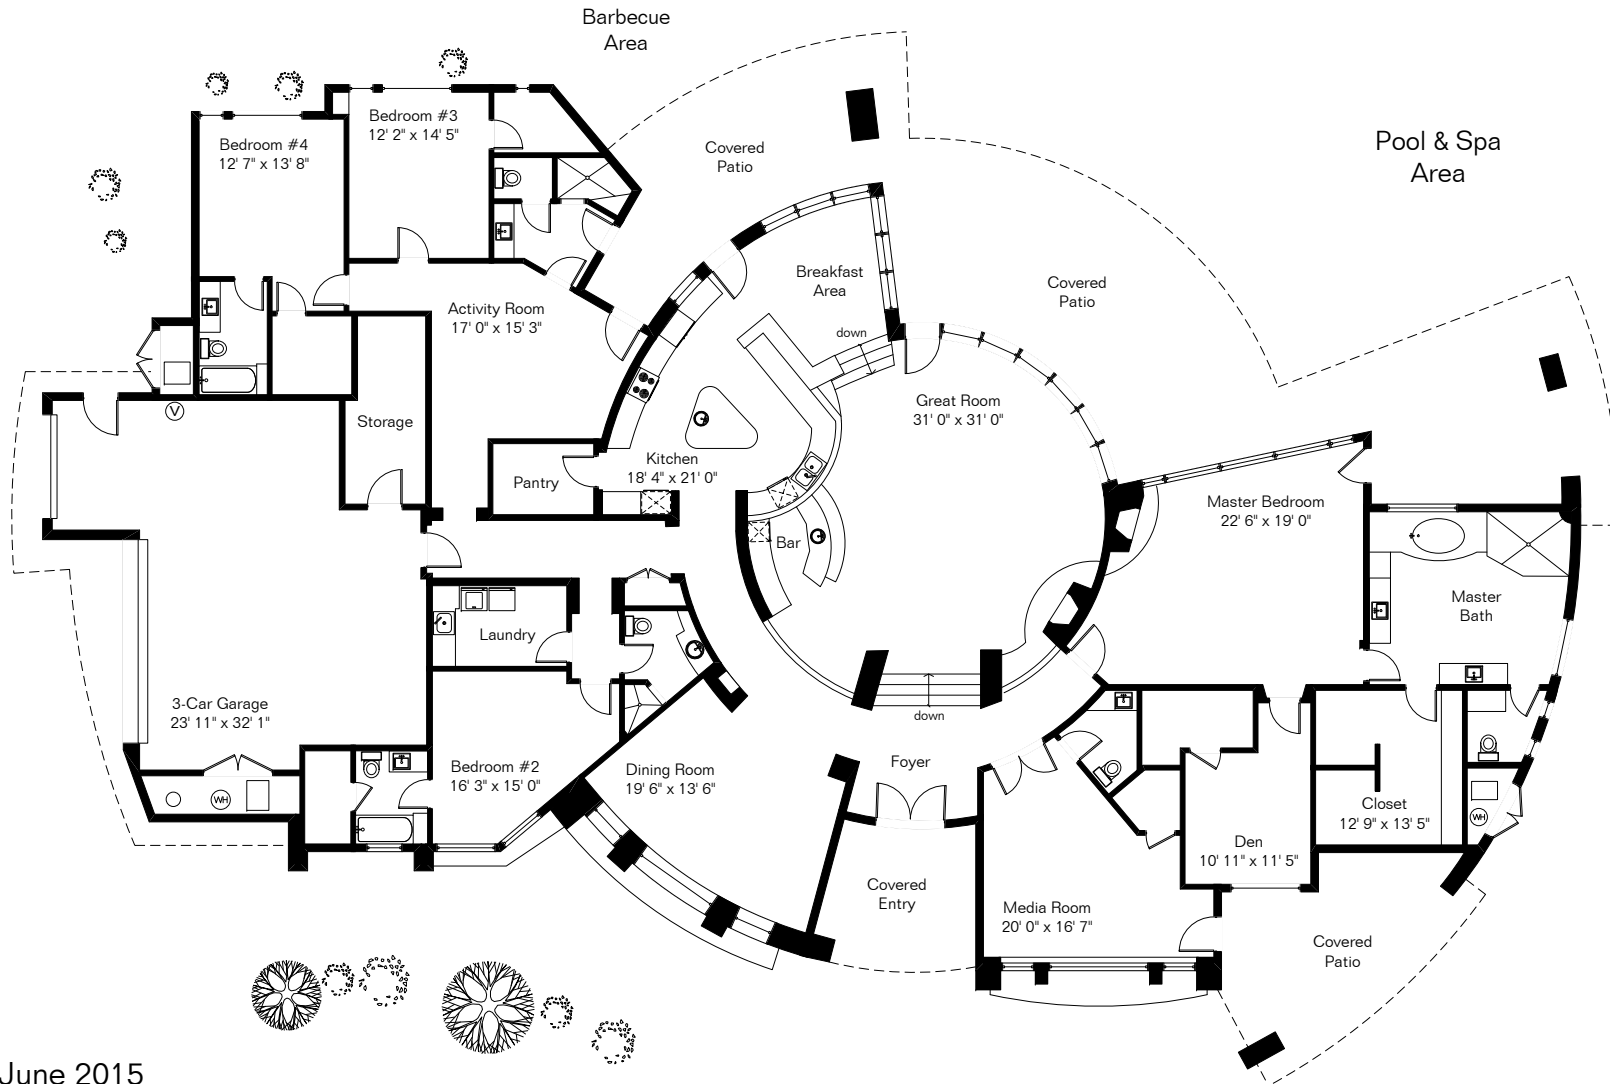 Barbecue
Area
Bedroom #3
12' 2" x 14' 5"
Bedroom #4
12' 7" x 13' 8"
Covered
Patio
Pool & Spa
Area
Breakfast
Area
Covered
Patio
Activity Room
17' 0" x 15' 3"
down
Great Room
31' 0" x 31' 0"
V
Storage
Kitchen
18' 4" x 21' 0"
Pantry
Master Bedroom
22' 6" x 19' 0"
Bar
Master
Bath
Laundry
3-Car Garage
23' 11" x 32' 1"
down
Bedroom #2
16' 3" x 15' 0"
Dining Room
19' 6" x 13' 6"
Foyer
WH
Closet
12' 9" x 13' 5"
WH
Den
10' 11" x 11' 5"
Covered
Entry
Media Room
20' 0" x 16' 7"
Covered
Patio
June 2015